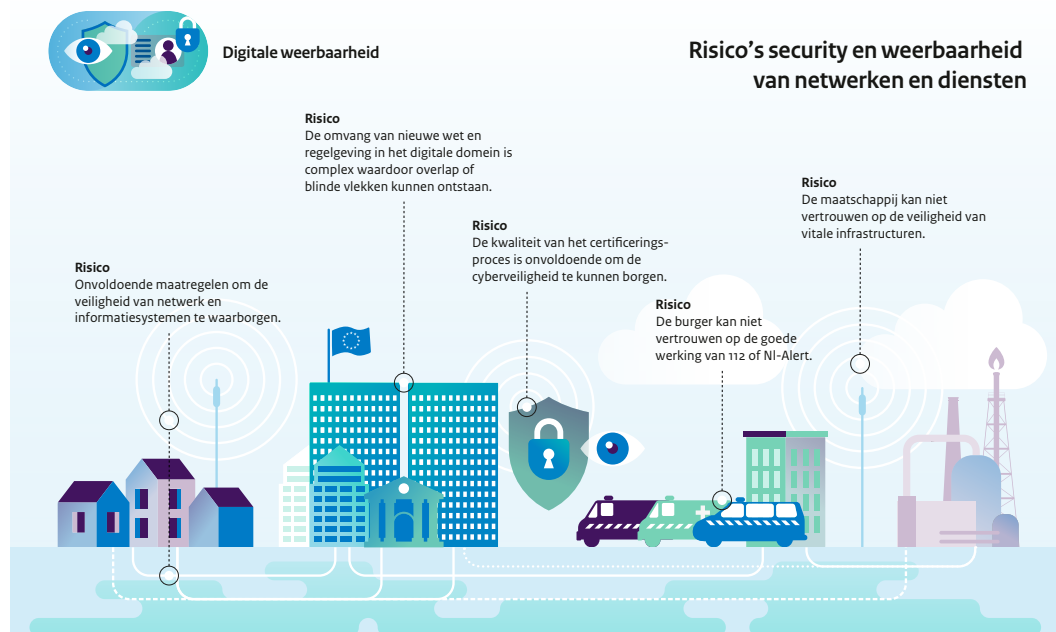 Digitale weerbaarheid
Risico's security en weerbaarheid
van netwerken en diensten
Risico
De omvang van nieuwe wet en
regelgeving in het digitale domein is
complex waardoor overlap of
blinde vlekken kunnen ontstaan.
Risico
De maatschappij kan niet
vertrouwen op de veiligheid van
vitale infrastructuren.
Risico
De kwaliteit van het certificerings-
proces is onvoldoende om de
cyberveiligheid te kunnen borgen.
Risico
Onvoldoende maatregelen om de
veiligheid van netwerk en
informatiesystemen te waarborgen.
Risico
De burger kan niet
vertrouwen op de goede
werking van 112 of Nl-Alert.